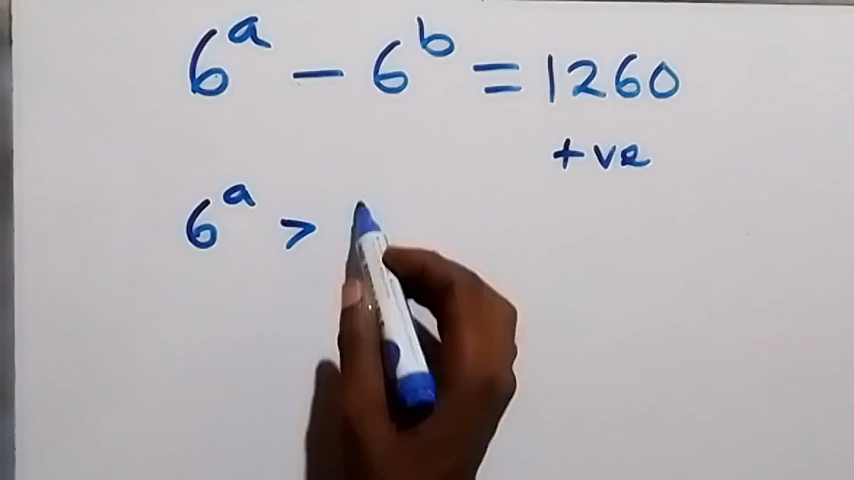 6^a - 6^b = 1260
+ve
6^a >